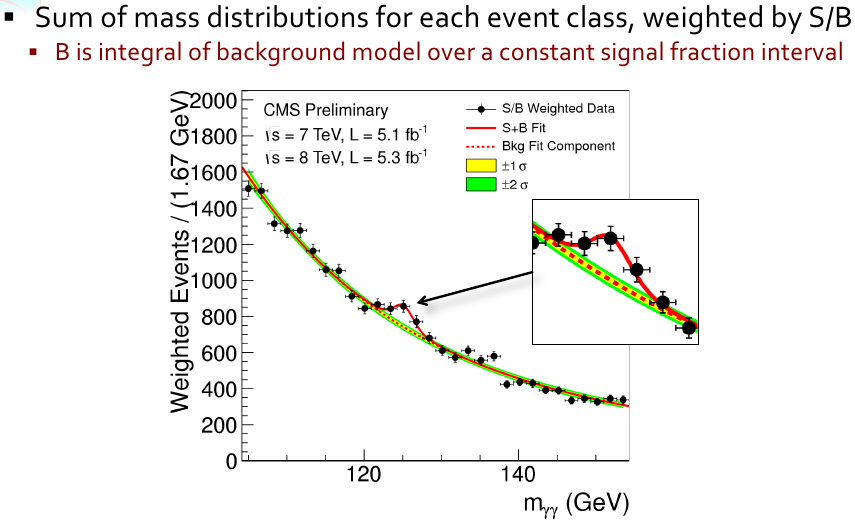 ▪ Sum of mass distributions for each event class, weighted by S/B
▪ B is integral of background model over a constant signal fraction interval
CMS Preliminary
√s = 7 TeV, L = 5.1 fb⁻¹
√s = 8 TeV, L = 5.3 fb⁻¹
S/B Weighted Data
S+B Fit
Bkg Fit Component
±1 σ
±2 σ
Weighted Events / (1.67 GeV)
2000
1800
1600
1400
1200
1000
800
600
400
200
0
120 140
mγγ (GeV)